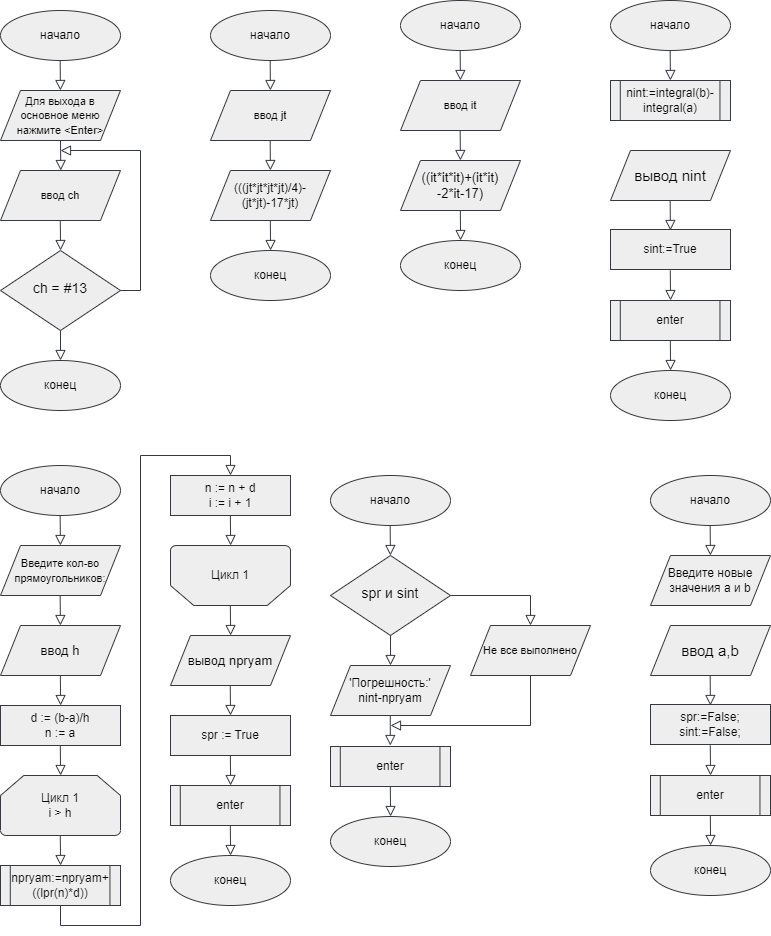 начало
Для выхода в
основное меню
нажмите <Enter>
ввод ch
ch = #13
конец
начало
ввод jt
(((jt*jt*jt*jt)/4)-
(jt*jt)-17*jt)
конец
начало
ввод it
((it*it*it)+(it*it)
-2*it-17)
конец
начало
nint:=integral(b)-
integral(a)
вывод nint
sint:=True
enter
конец
начало
Введите кол-во
прямоугольников:
ввод h
d := (b-a)/h
n := a
Цикл 1
i > h
npryam:=npryam+
((lpr(n)*d))
n := n + d
i := i + 1
Цикл 1
вывод npryam
spr := True
enter
конец
начало
spr и sint
Не все выполнено
'Погрешность:'
nint-npryam
enter
конец
начало
Введите новые
значения a и b
ввод a,b
spr:=False;
sint:=False;
enter
конец